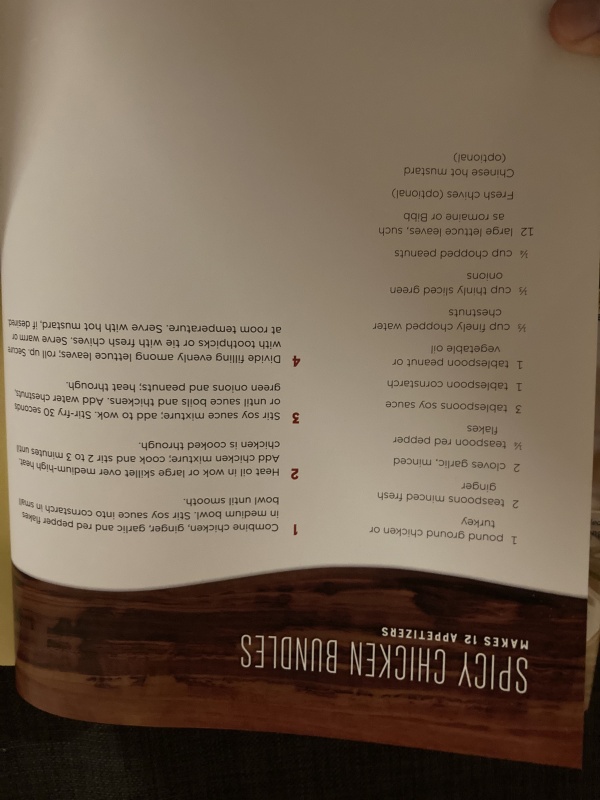 SPICY CHICKEN BUNDLES
MAKES 12 APPETIZERS
1 pound ground chicken or
turkey
2 teaspoons minced fresh
ginger
2 cloves garlic, minced
¼ teaspoon red pepper
flakes
3 tablespoons soy sauce
1 tablespoon cornstarch
1 tablespoon peanut or
vegetable oil
⅓ cup finely chopped water
chestnuts
⅓ cup thinly sliced green
onions
¼ cup chopped peanuts
12 large lettuce leaves, such
as romaine or Bibb
Fresh chives (optional)
Chinese hot mustard
(optional)
1 Combine chicken, ginger, garlic and red pepper flakes
in medium bowl. Stir soy sauce into cornstarch in small
bowl until smooth.
2 Heat oil in wok or large skillet over medium-high heat.
Add chicken mixture; cook and stir 2 to 3 minutes until
chicken is cooked through.
3 Stir soy sauce mixture; add to wok. Stir-fry 30 seconds
or until sauce boils and thickens. Add water chestnuts,
green onions and peanuts; heat through.
4 Divide filling evenly among lettuce leaves; roll up. Secure
with toothpicks or tie with fresh chives. Serve warm or
at room temperature. Serve with hot mustard, if desired.